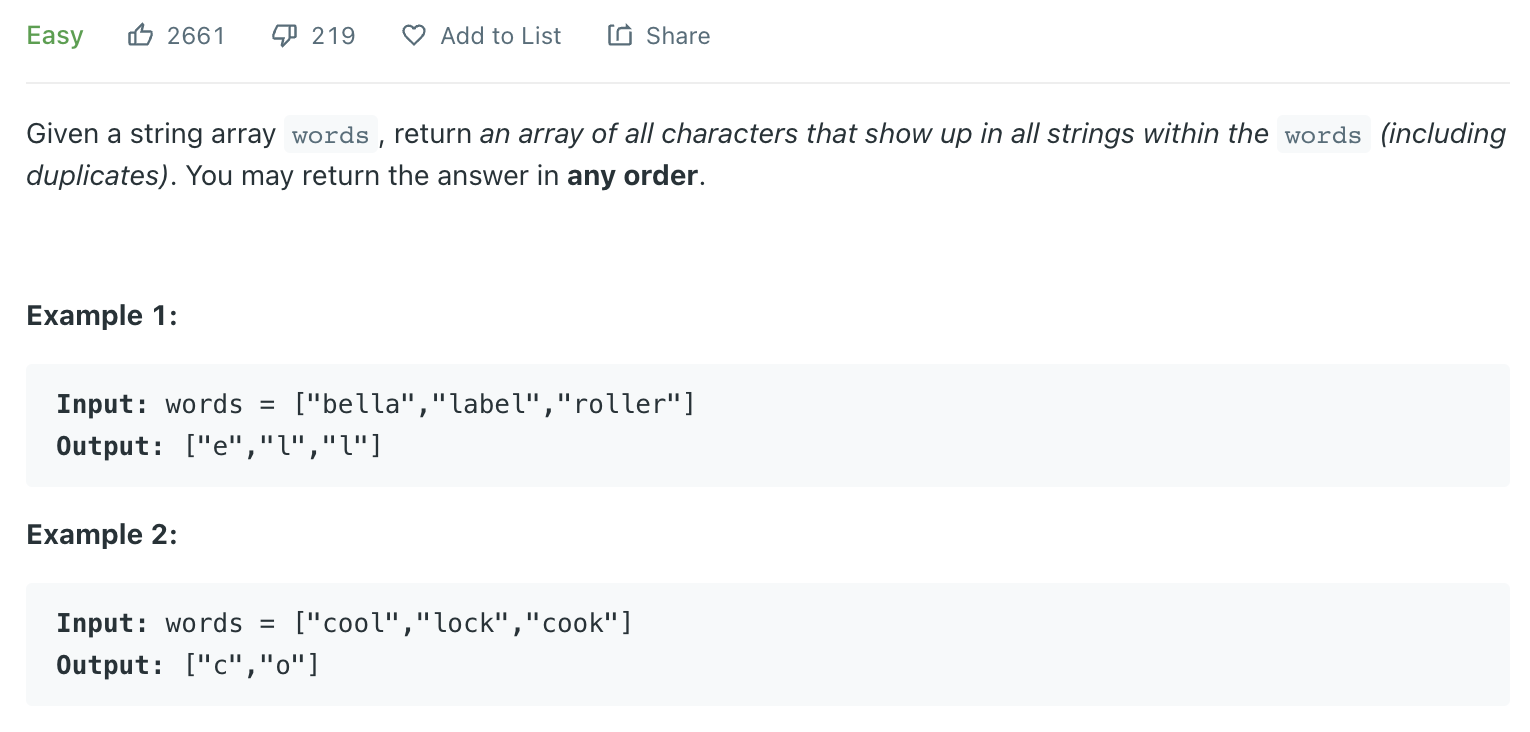 Easy 2661 219 Add to List Share
Given a string array words, return an array of all characters that show up in all strings within the words (including
duplicates). You may return the answer in any order.
Example 1:
Input: words = ["bella","label","roller"]
Output: ["e","l","l"]
Example 2:
Input: words = ["cool","lock","cook"]
Output: ["c","o"]